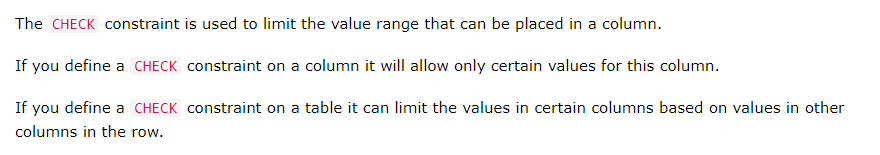 The CHECK constraint is used to limit the value range that can be placed in a column.
If you define a CHECK constraint on a column it will allow only certain values for this column.
If you define a CHECK constraint on a table it can limit the values in certain columns based on values in other
columns in the row.